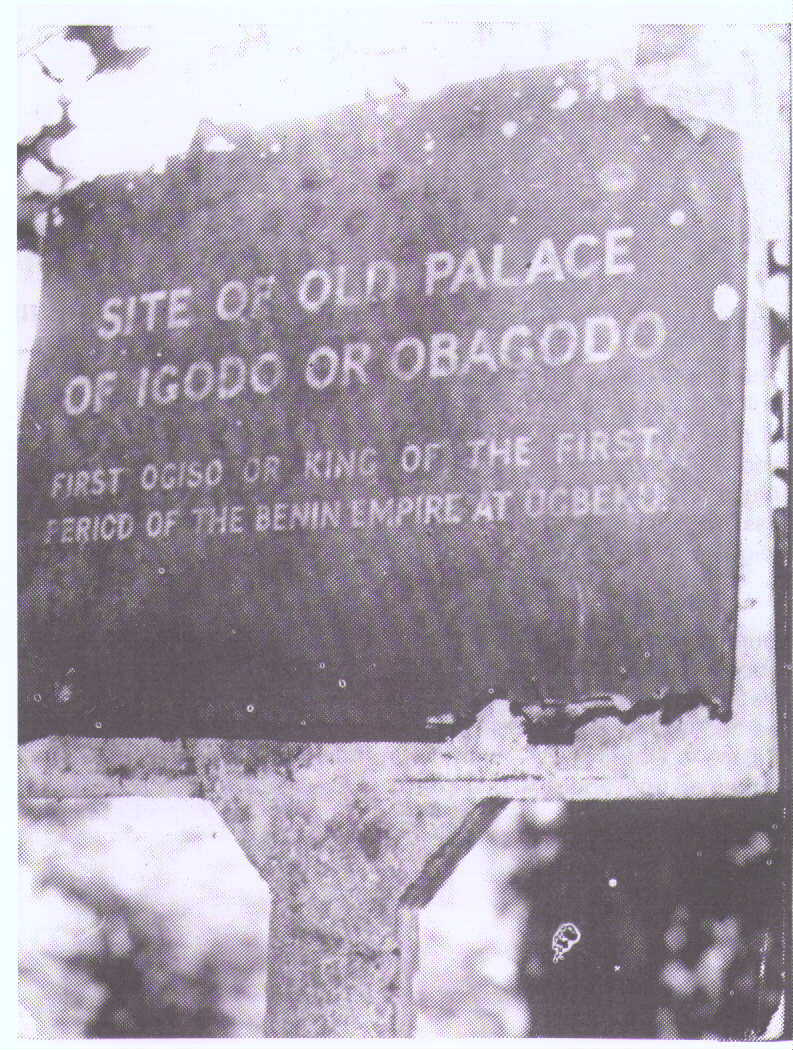 SITE OF OLD PALACE
OF IGODO OR OBAGODO
FIRST OGISO OR KING OF THE FIRST
PERIOD OF THE BENIN EMPIRE AT UGBEKU.